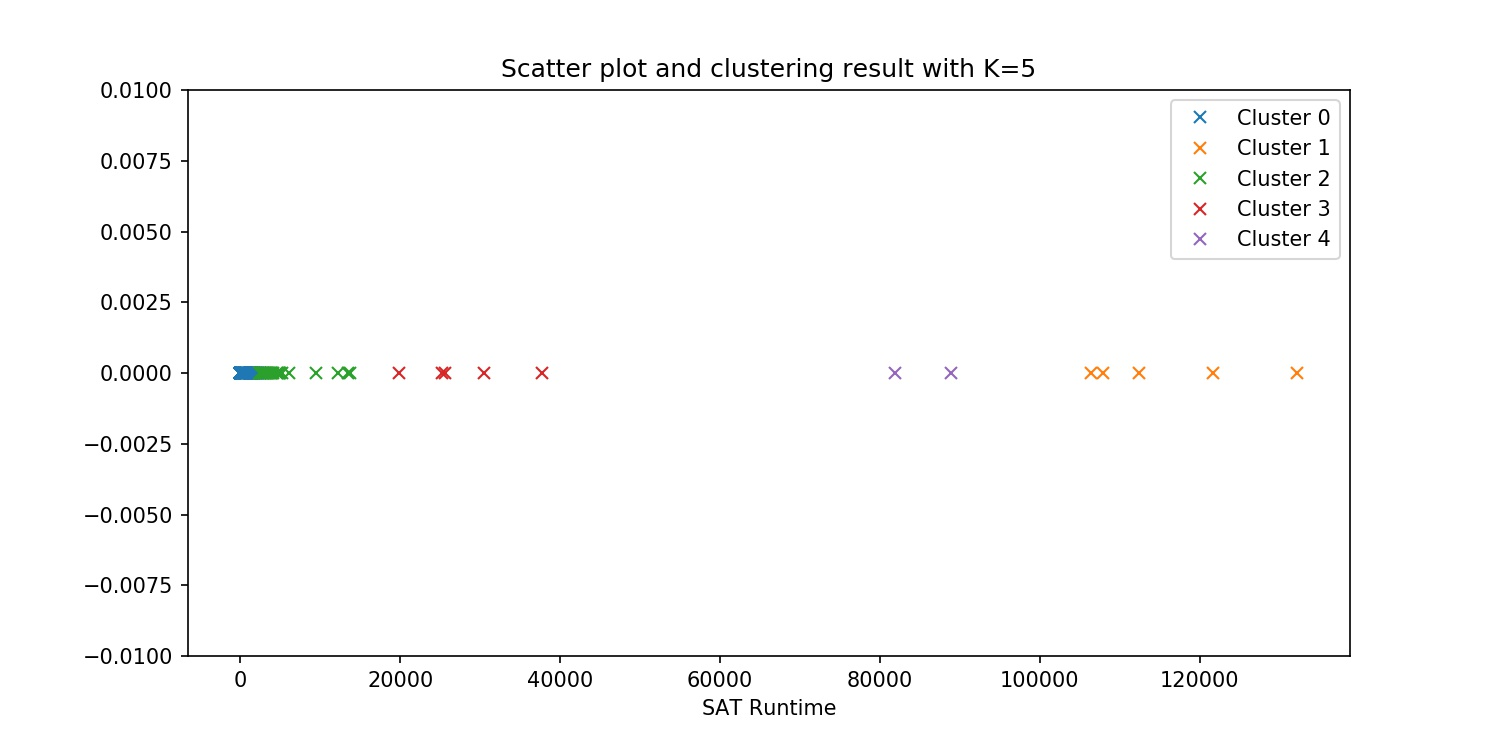 Scatter plot and clustering result with K=5
0.0100
0.0075
0.0050
0.0025
0.0000
−0.0025
−0.0050
−0.0075
−0.0100
Cluster 0
Cluster 1
Cluster 2
Cluster 3
Cluster 4
0 20000 40000 60000 80000 100000 120000
SAT Runtime